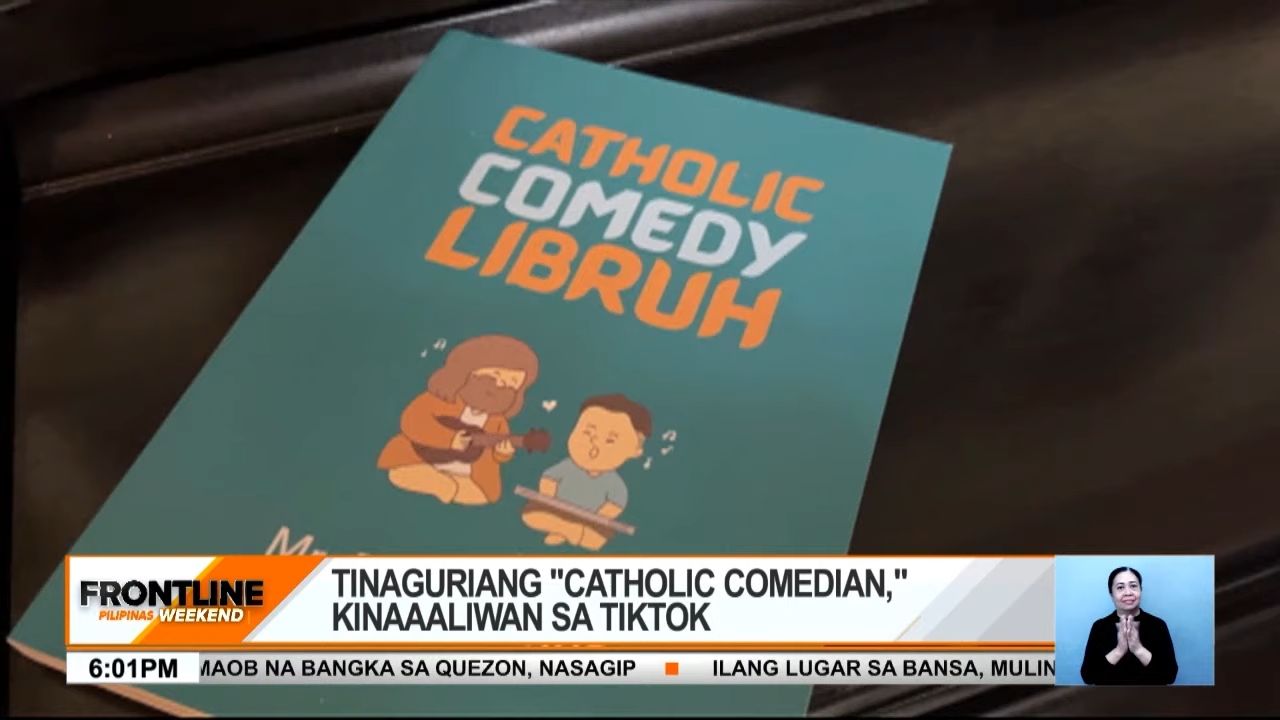 CATHOLIC
COMEDY
LIBRUH
Mr.
FRONTLINE
PILIPINAS WEEKEND
TINAGURIANG "CATHOLIC COMEDIAN,"
KINAAALIWAN SA TIKTOK
6:01PM
MAOB NA BANGKA SA QUEZON, NASAGIP ■ ILANG LUGAR SA BANSA, MULIN